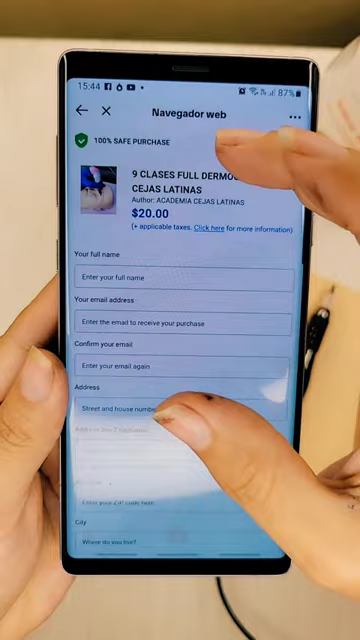 15:44
87%
Navegador web
100% SAFE PURCHASE
9 CLASES FULL
CEJAS LATINAS
Author: ACADEMIA CEJAS LATINAS
$20.00
(+ applicable taxes. Click here for more information)
Your full name
Enter your full name
Your email address
Enter the email to receive your purchase
Confirm your email
Enter your email again
Address
Street and house number
Enter your ZIP code here
City
Where do you live?